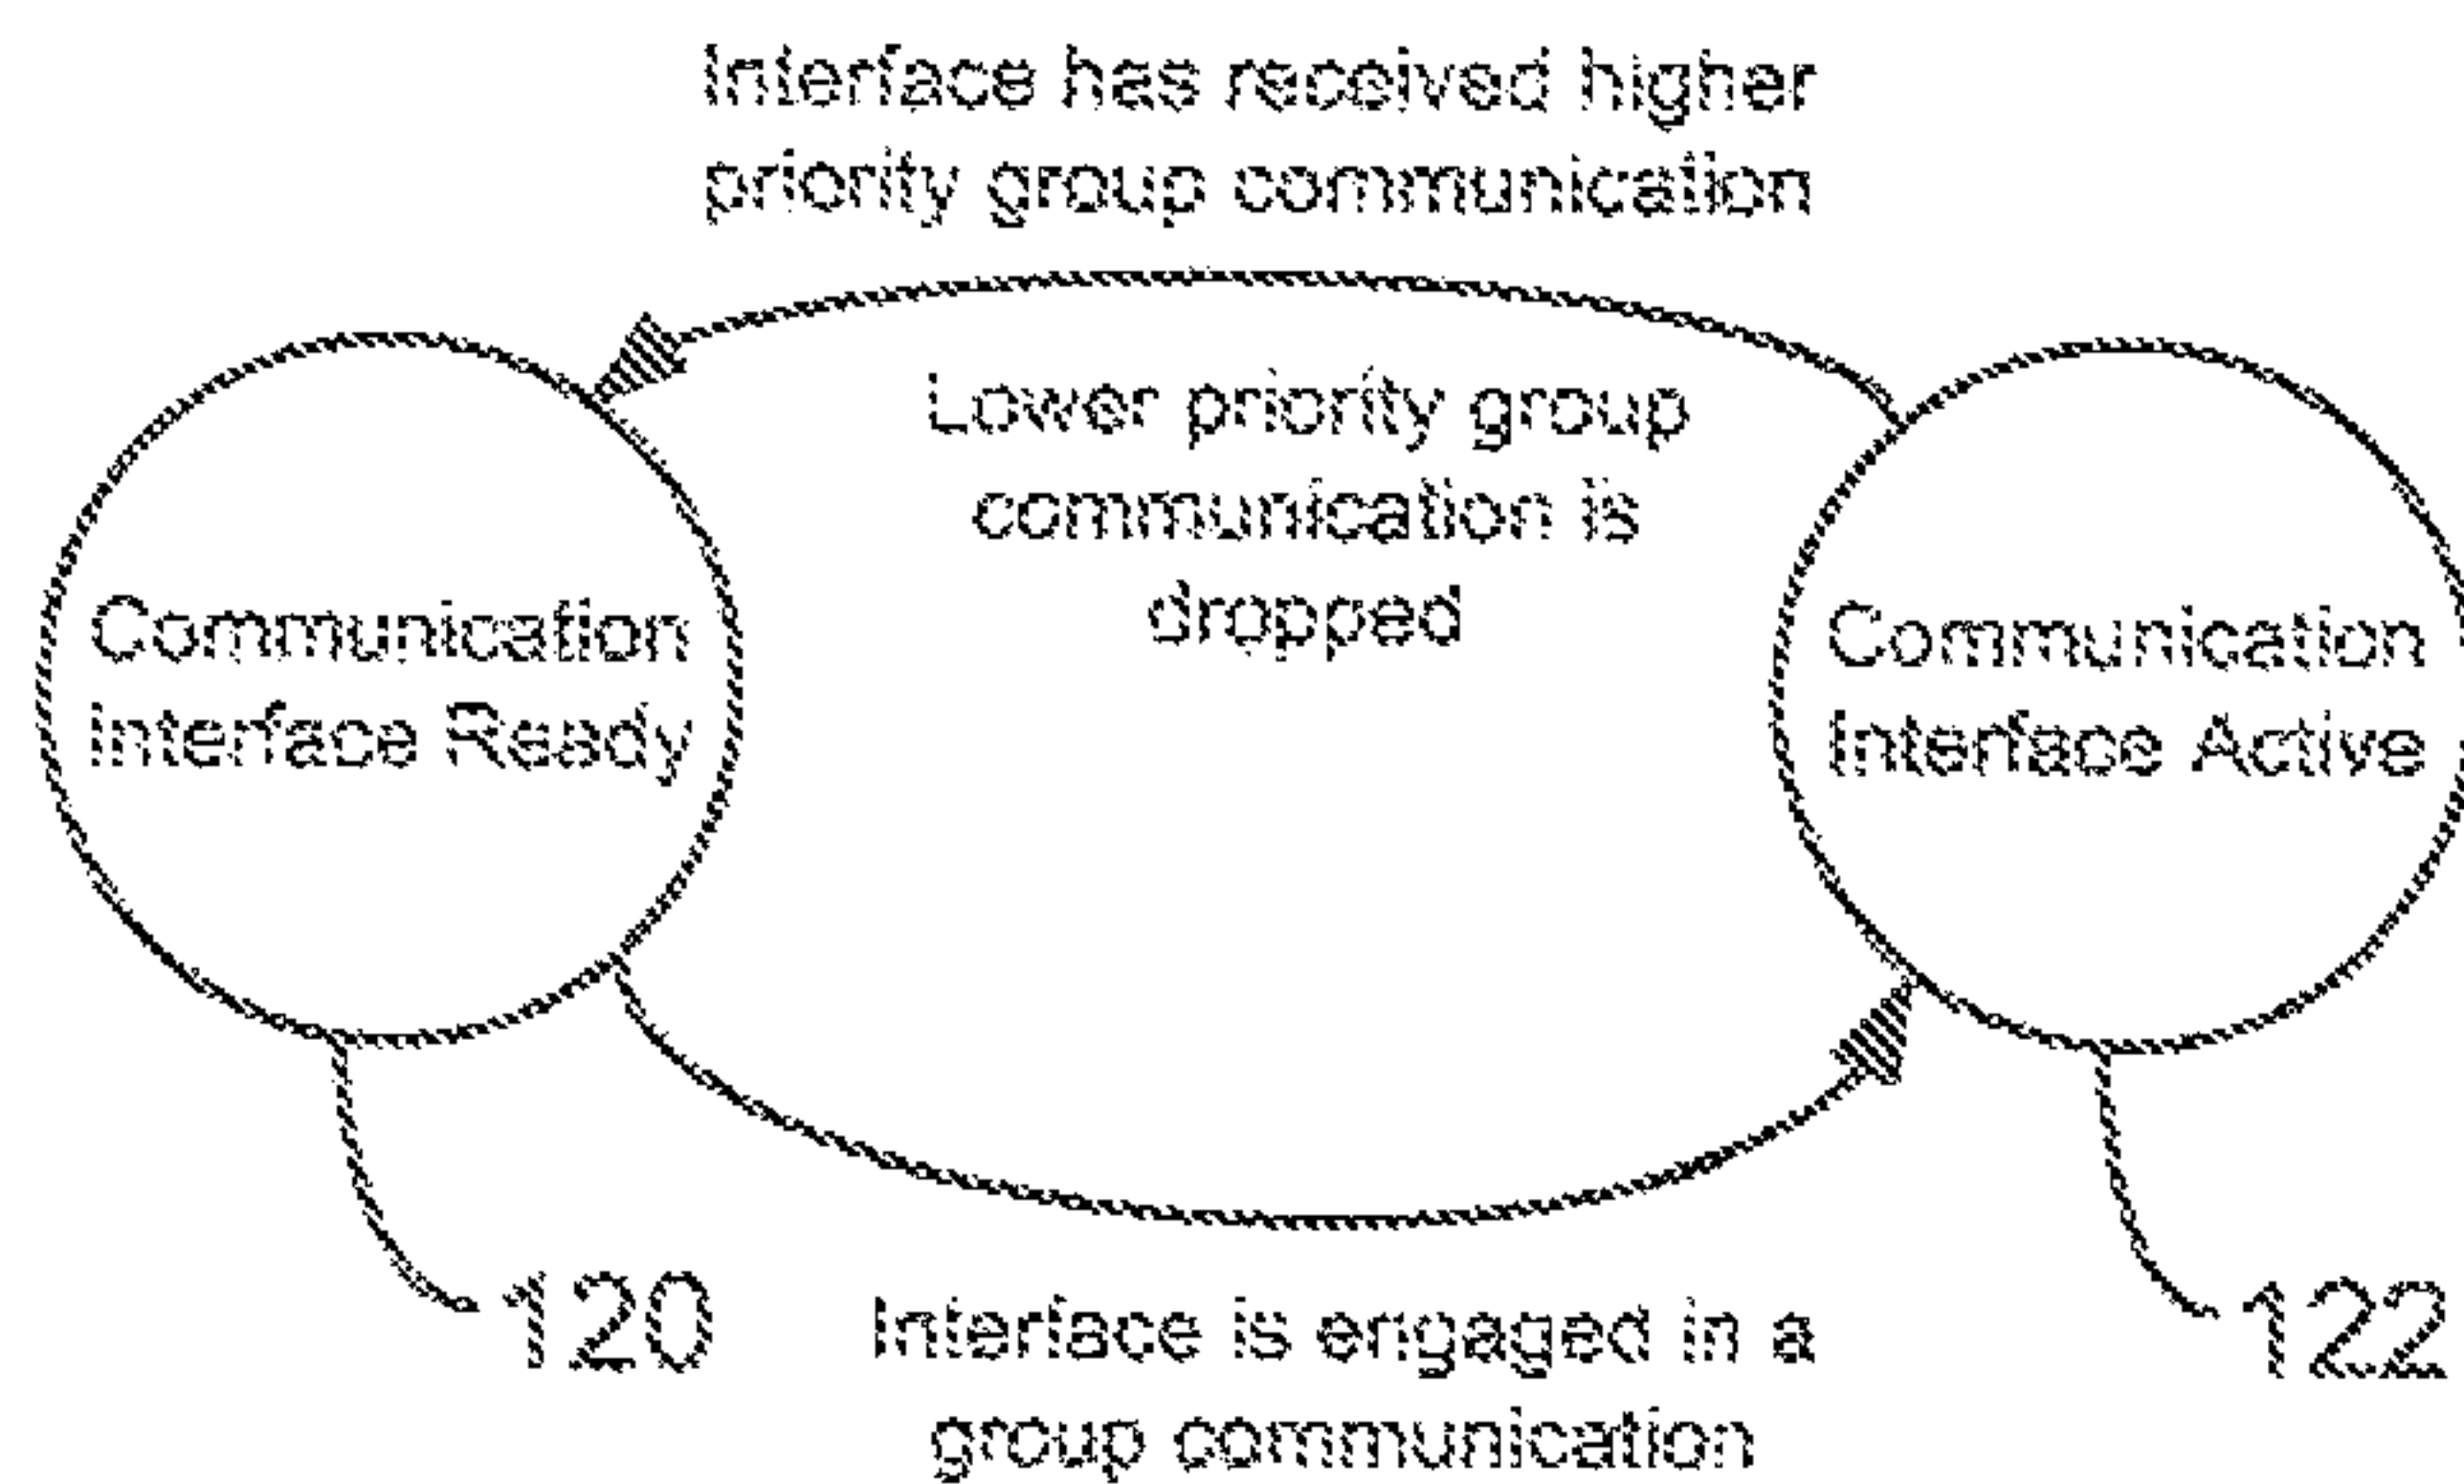 Interface has received higher
priority group communication
Lower priority group
communication is
dropped
Communication
Interface Ready
Communication
Interface Active
120
Interface is engaged in a
group communication
122